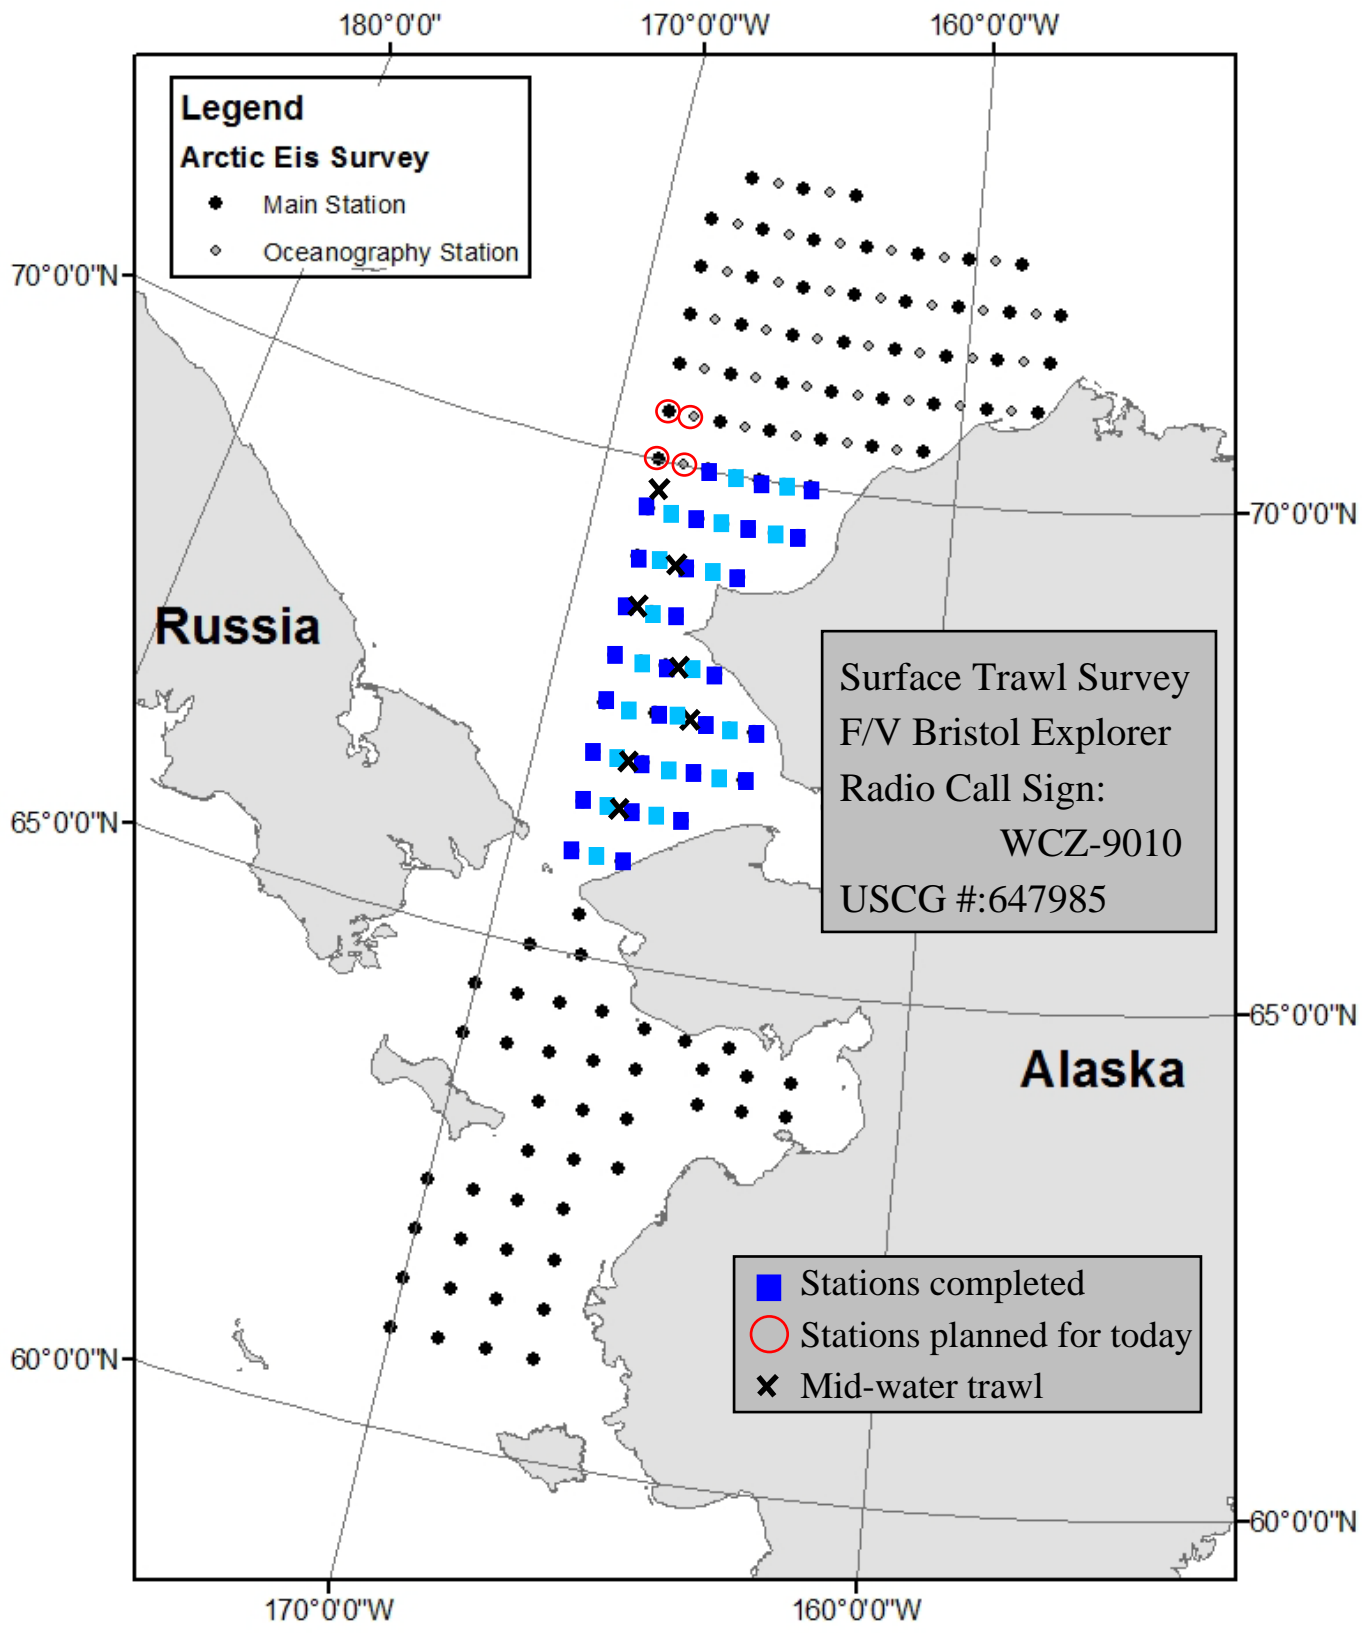 180°0'0"
170°0'0"W
160°0'0"W
Legend
Arctic Eis Survey
Main Station
Oceanography Station
70°0'0"N
70°0'0"N
Russia
Surface Trawl Survey
F/V Bristol Explorer
Radio Call Sign:
WCZ-9010
USCG #:647985
65°0'0"N
65°0'0"N
Alaska
Stations completed
Stations planned for today
Mid-water trawl
60°0'0"N
60°0'0"N
170°0'0"W
160°0'0"W